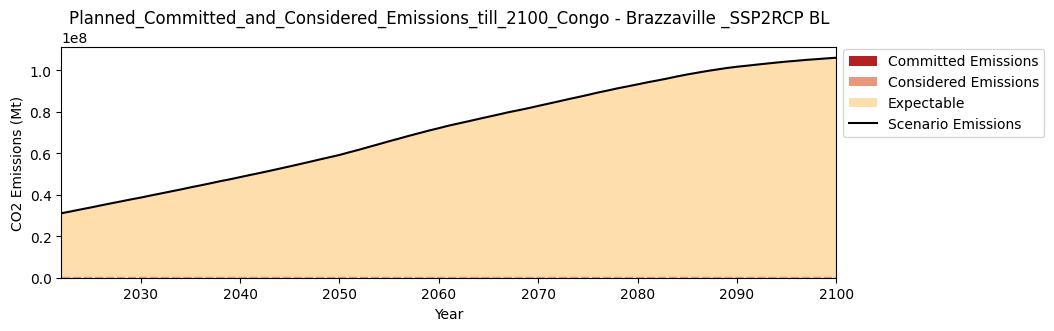 Planned_Committed_and_Considered_Emissions_till_2100_Congo - Brazzaville _SSP2RCP BL
1e8
1.0
0.8
0.6
0.4
0.2
0.0
CO2 Emissions (Mt)
2030 2040 2050 2060 2070 2080 2090 2100
Year
Committed Emissions
Considered Emissions
Expectable
Scenario Emissions